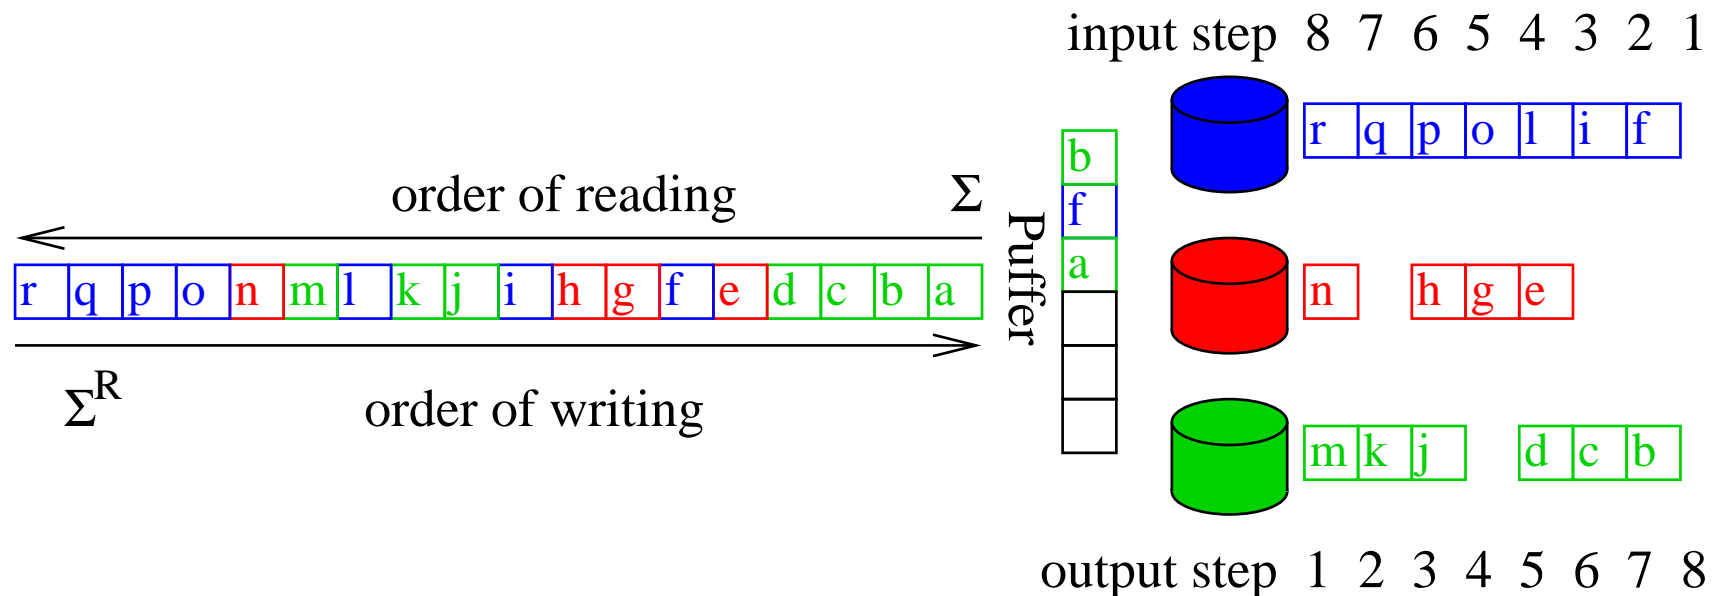 input step 8 7 6 5 4 3 2 1
r q p o l i f
b
f
a
Puffer
order of reading Σ
r q p o n m l k j i h g f e d c b a
Σ^R order of writing
n h g e
m k j d c b
output step 1 2 3 4 5 6 7 8